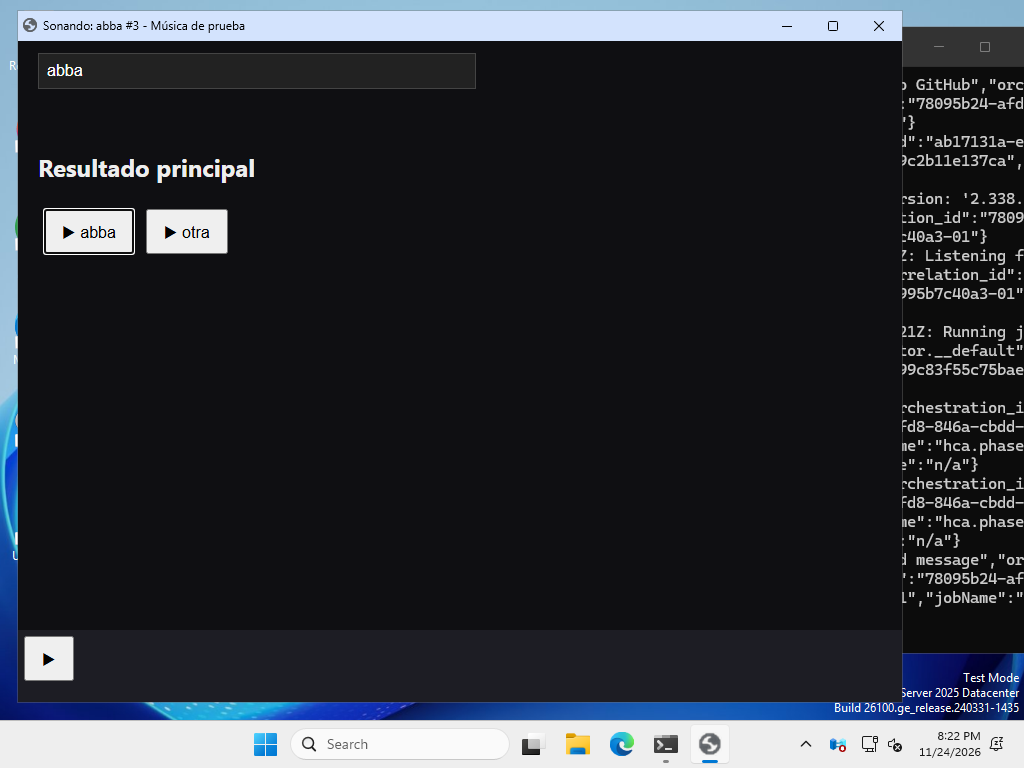 Sonando: abba #3 - Música de prueba
abba
Resultado principal
▶ abba
▶ otra
GitHub","orc
:"78095b24-afd
"}
d":"ab17131a-e
9c2b11e137ca",
rsion: '2.338.
tion_id":"7809
c40a3-01"}
Z: Listening f
rrelation_id":
995b7c40a3-01"
21Z: Running j
tor.__default"
99c83f55c75bae
rchestration_i
fd8-846a-cbdd-
me":"hca.phase
e":"n/a"}
rchestration_i
fd8-846a-cbdd-
me":"hca.phase
:"n/a"}
d message","or
":"78095b24-af
1","jobName":"
Test Mode
Server 2025 Datacenter
Build 26100.ge_release.240331-1435
Search
8:22 PM
11/24/2026